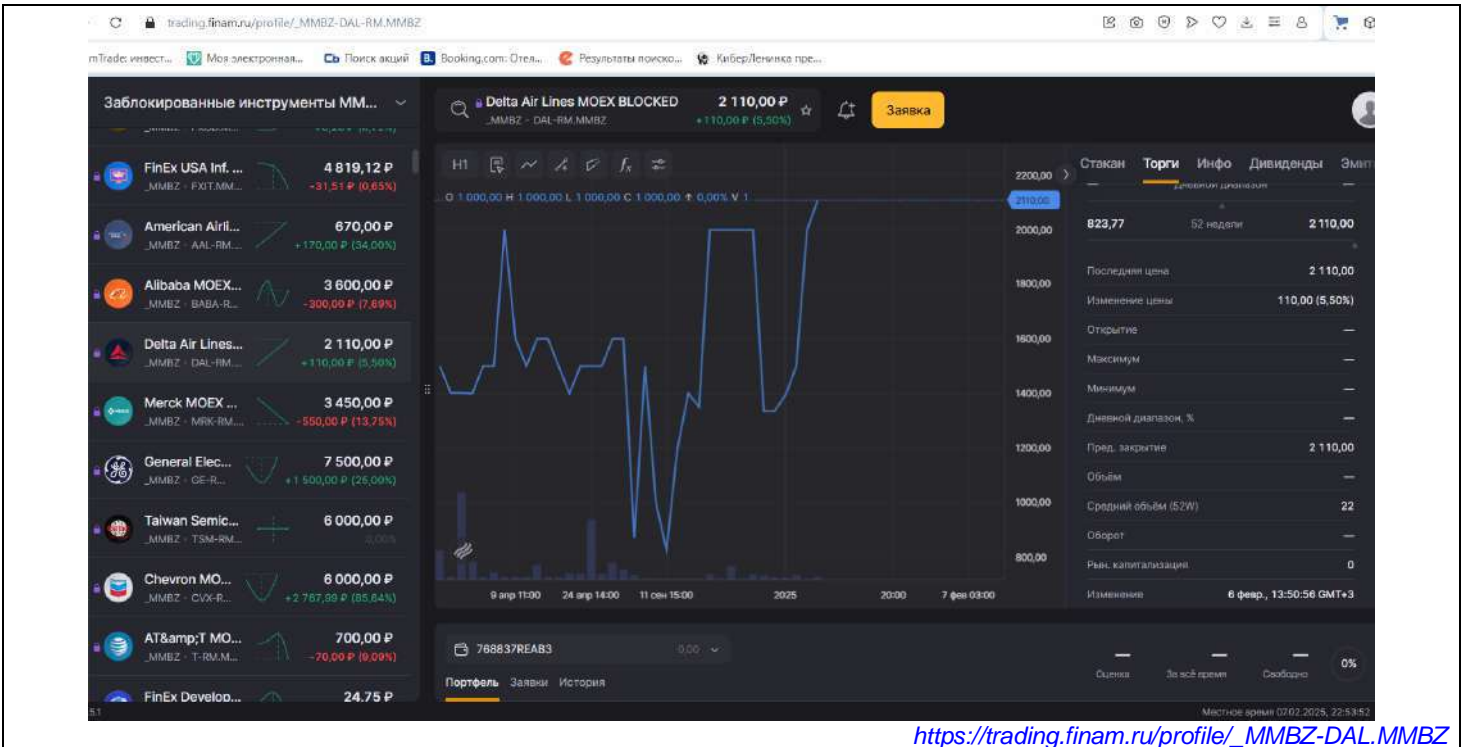 trading.finam.ru/profile/_MMBZ-DAL-RM.MMBZ
mTrade: инвест... Моя электронная... Поиск акций Booking.com: Отел... Результаты поиско... КиберЛенинка пре...
Заблокированные инструменты MM...
Delta Air Lines MOEX BLOCKED 2 110,00 ₽
_MMBZ - DAL-RM.MMBZ +110,00 ₽ (5,50%)
Заявка
FinEx USA Inf. ... 4 819,12 ₽
_MMBZ - FXIT.MM... -31,51 ₽ (0,65%)
American Airli... 670,00 ₽
_MMBZ - AAL-RM.... +170,00 ₽ (34,00%)
Alibaba MOEX... 3 600,00 ₽
_MMBZ - BABA-R... -300,00 ₽ (7,69%)
Delta Air Lines... 2 110,00 ₽
_MMBZ - DAL-RM... +110,00 ₽ (5,50%)
Merck MOEX ... 3 450,00 ₽
_MMBZ - MRK-RM.... -550,00 ₽ (13,75%)
General Elec... 7 500,00 ₽
_MMBZ - GE-R... +1 500,00 ₽ (25,00%)
Taiwan Semic... 6 000,00 ₽
_MMBZ - TSM-RM... 0,00%
Chevron MO... 6 000,00 ₽
_MMBZ - CVX-R... +2 767,99 ₽ (85,64%)
AT&amp;T MO... 700,00 ₽
_MMBZ - T-RM.M... -70,00 ₽ (9,09%)
FinEx Develop... 24,75 ₽
H1
O 1 000,00 H 1 000,00 L 1 000,00 C 1 000,00 0,00% V 1
2200,00
2110,00
2000,00
1800,00
1600,00
1400,00
1200,00
1000,00
800,00
9 апр 11:00 24 апр 14:00 11 сен 15:00 2025 20:00 7 фев 03:00
Стакан Торги Инфо Дивиденды Эмит
— Дневной диапазон —
823,77 52 недели 2 110,00
Последняя цена 2 110,00
Изменение цены 110,00 (5,50%)
Открытие —
Максимум —
Минимум —
Дневной диапазон, % —
Пред. закрытие 2 110,00
Объём —
Средний объём (52W) 22
Оборот —
Рын. капитализация 0
Изменение 6 февр., 13:50:56 GMT+3
768837REAB3 0,00
Портфель Заявки История
— — — 0%
Оценка За всё время Свободно
5.1
Местное время 07.02.2025, 22:53:52
https://trading.finam.ru/profile/_MMBZ-DAL.MMBZ